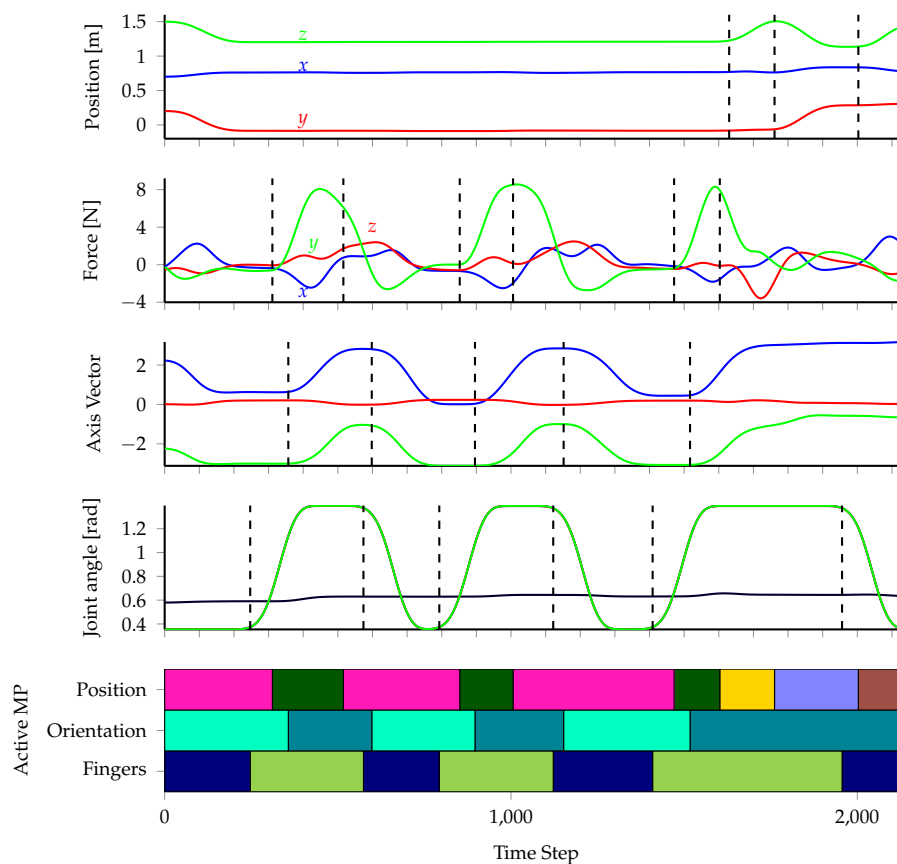 Position [m]
1.5
1
0.5
0
z
x
y
Force [N]
8
4
0
−4
y
z
x
Axis Vector
2
0
−2
Joint angle [rad]
1.2
1
0.8
0.6
0.4
Active MP
Position
Orientation
Fingers
0 1,000 2,000
Time Step